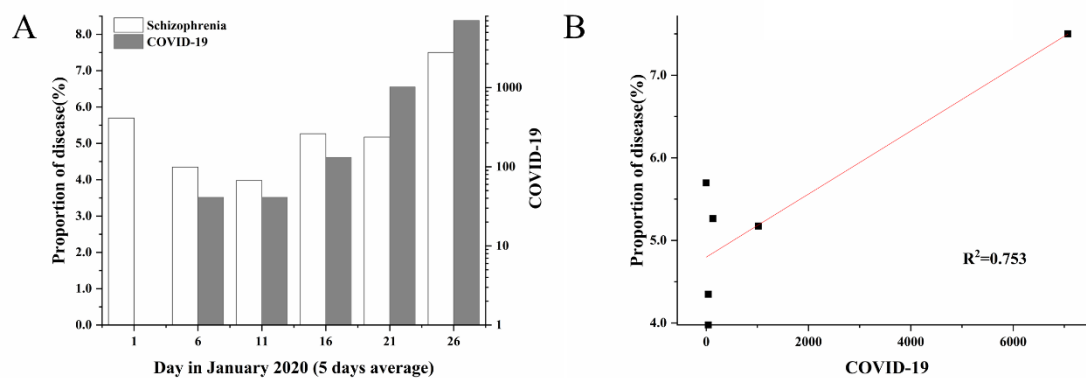 A
Schizophrenia
COVID-19
Proportion of disease(%)
8.0
7.0
6.0
5.0
4.0
3.0
2.0
1.0
0.0
1000
100
10
1
COVID-19
1 6 11 16 21 26
Day in January 2020 (5 days average)
B
Proportion of disease(%)
7.0
6.0
5.0
4.0
R²=0.753
0 2000 4000 6000
COVID-19